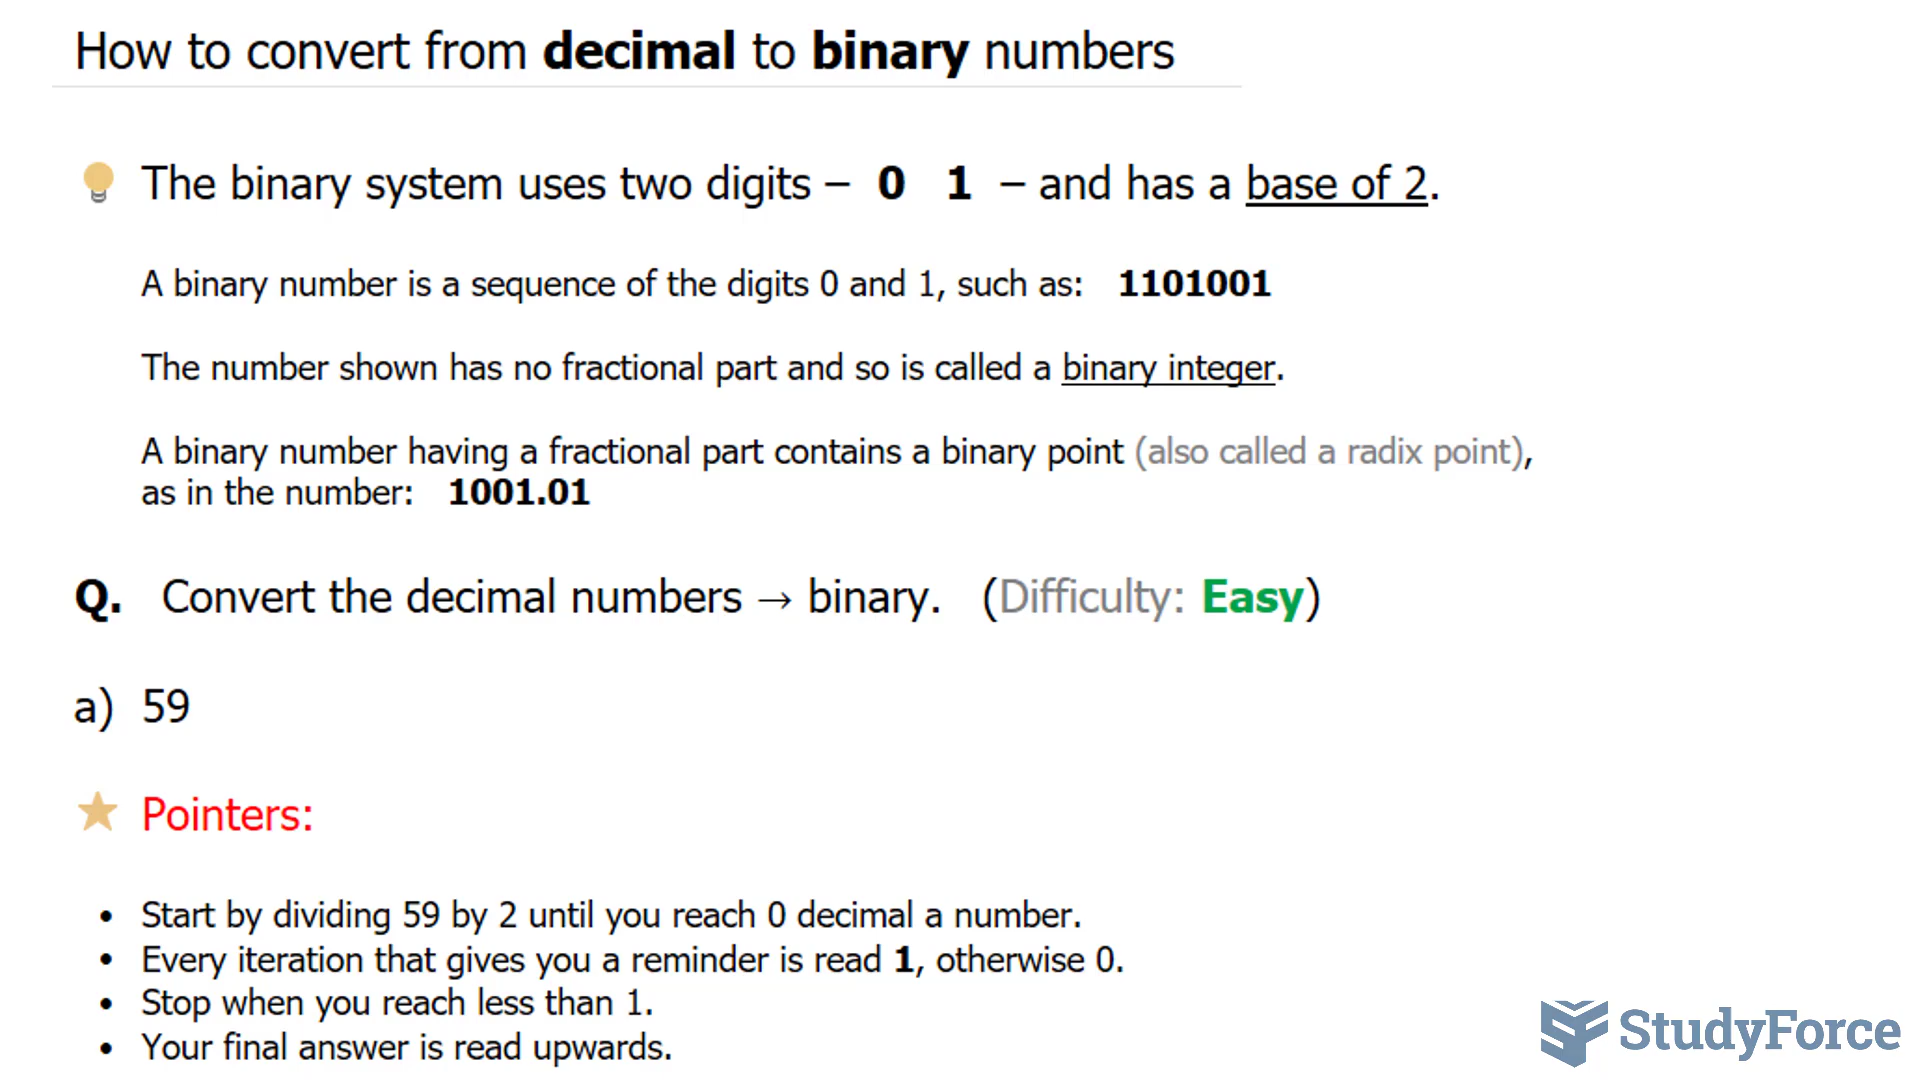 How to convert from decimal to binary numbers
The binary system uses two digits – 0 1 – and has a base of 2.
A binary number is a sequence of the digits 0 and 1, such as: 1101001
The number shown has no fractional part and so is called a binary integer.
A binary number having a fractional part contains a binary point (also called a radix point),
as in the number: 1001.01
Q. Convert the decimal numbers → binary. (Difficulty: Easy)
a) 59
Pointers:
• Start by dividing 59 by 2 until you reach 0 decimal a number.
• Every iteration that gives you a reminder is read 1, otherwise 0.
• Stop when you reach less than 1.
• Your final answer is read upwards.
StudyForce